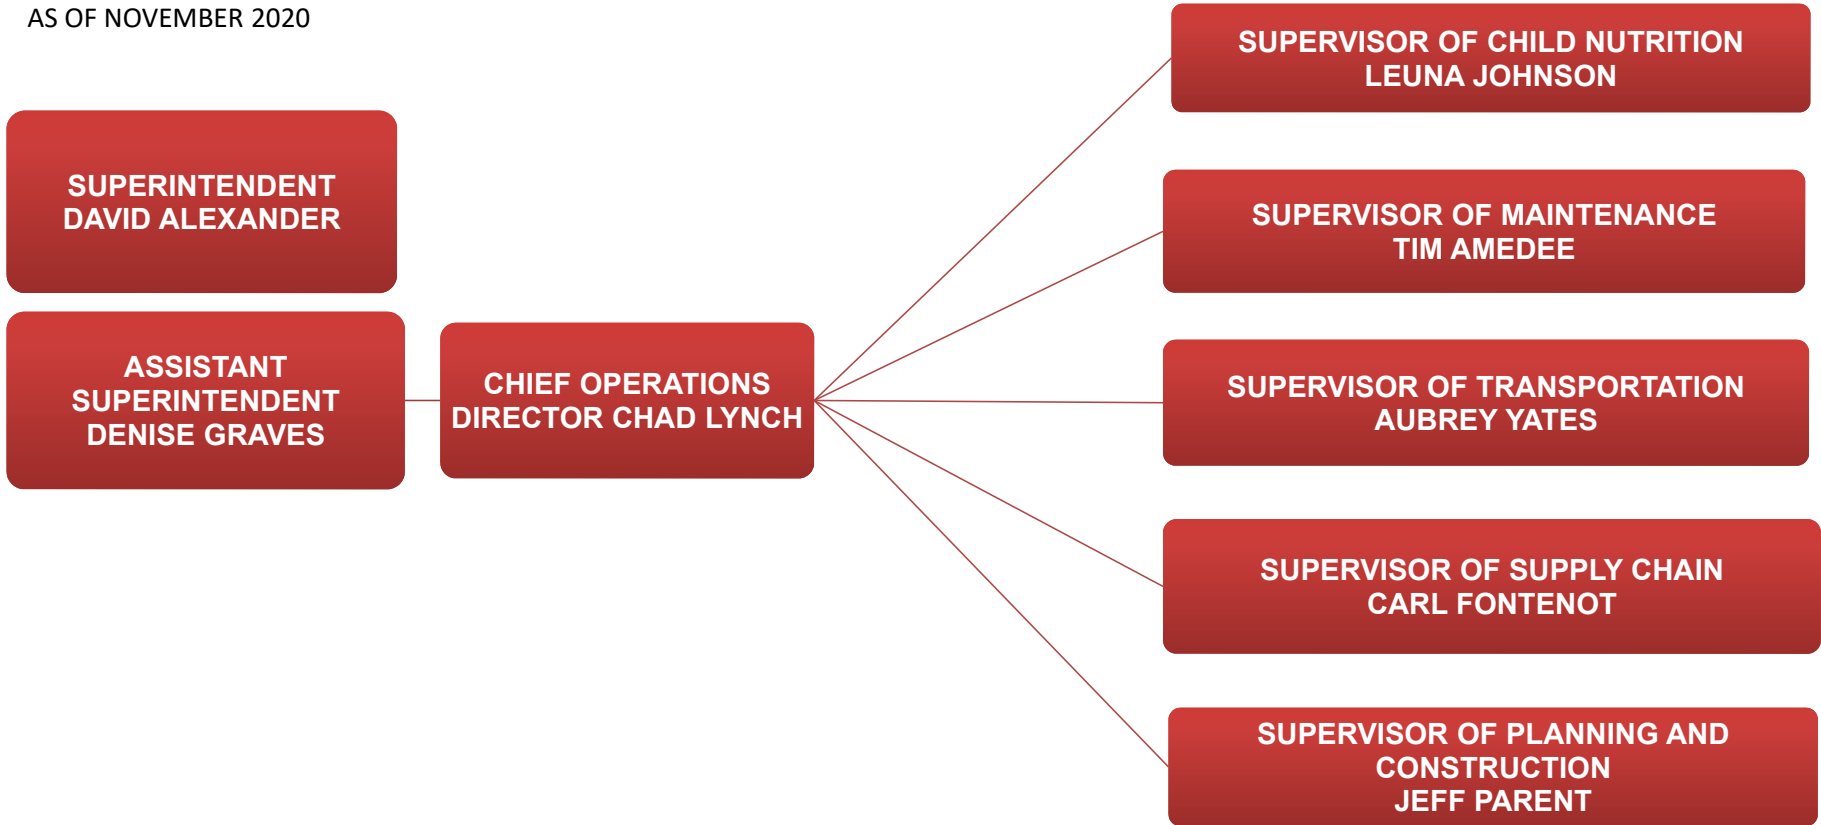 AS OF NOVEMBER 2020
SUPERINTENDENT
DAVID ALEXANDER
ASSISTANT
SUPERINTENDENT
DENISE GRAVES
CHIEF OPERATIONS
DIRECTOR CHAD LYNCH
SUPERVISOR OF CHILD NUTRITION
LEUNA JOHNSON
SUPERVISOR OF MAINTENANCE
TIM AMEDEE
SUPERVISOR OF TRANSPORTATION
AUBREY YATES
SUPERVISOR OF SUPPLY CHAIN
CARL FONTENOT
SUPERVISOR OF PLANNING AND
CONSTRUCTION
JEFF PARENT